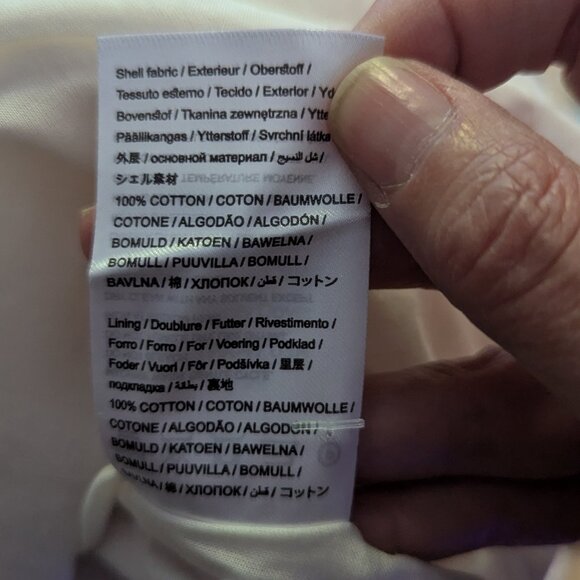 Shell fabric / Exterieur / Oberstoff /
Tessuto esterno / Tecido / Exterior /
Bovenstof / Tkanina zewnętrzna /
Päällikangas / Ytterstoff / Svrchní látka
外层 / основной материал / شل النسيج /
シェル素材
100% COTTON / COTON / BAUMWOLLE /
COTONE / ALGODÃO / ALGODÓN /
BOMULD / KATOEN / BAWELNA /
BOMULL / PUUVILLA / BOMULL /
BAVLNA / 棉 / ХЛОПОК / قطن / コットン
Lining / Doublure / Futter / Rivestimento /
Forro / Forro / For / Voering / Podklad /
Foder / Vuori / Fôr / Podšívka / 里层 /
подкладка / بطانة / 裏地
100% COTTON / COTON / BAUMWOLLE /
COTONE / ALGODÃO / ALGODÓN /
BOMULD / KATOEN / BAWELNA /
BOMULL / PUUVILLA / BOMULL /
BAVLNA / 棉 / ХЛОПОК / قطن / コットン